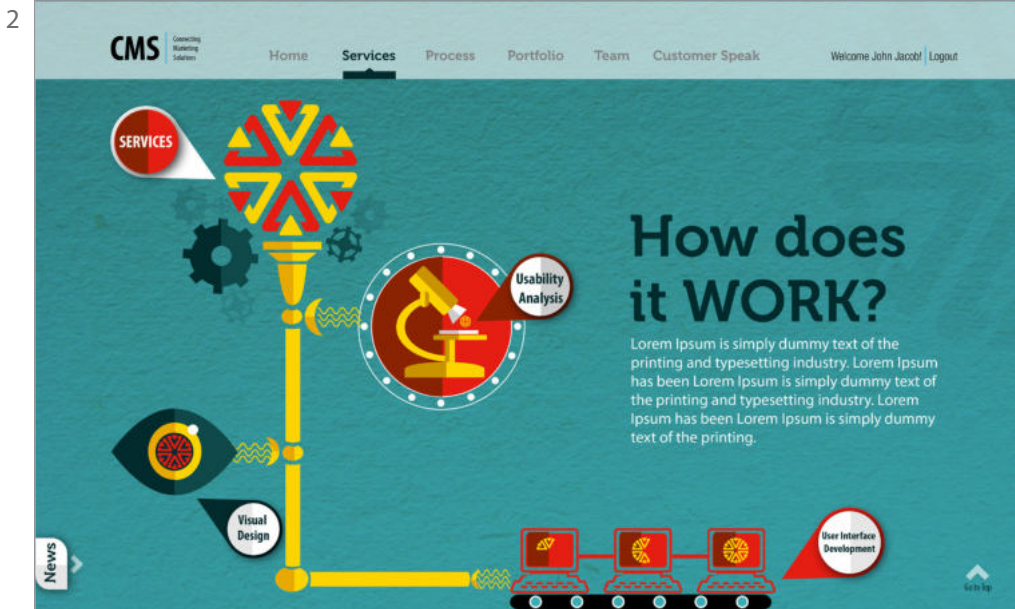 2
CMS
Connecting
Marketing
Solutions
Home Services Process Portfolio Team Customer Speak
Welcome John Jacob! Logout
SERVICES
Usability
Analysis
How does
it WORK?
Lorem Ipsum is simply dummy text of the
printing and typesetting industry. Lorem Ipsum
has been Lorem Ipsum is simply dummy text of
the printing and typesetting industry. Lorem
Ipsum has been Lorem Ipsum is simply dummy
text of the printing.
Visual
Design
User Interface
Development
News
Go to Top